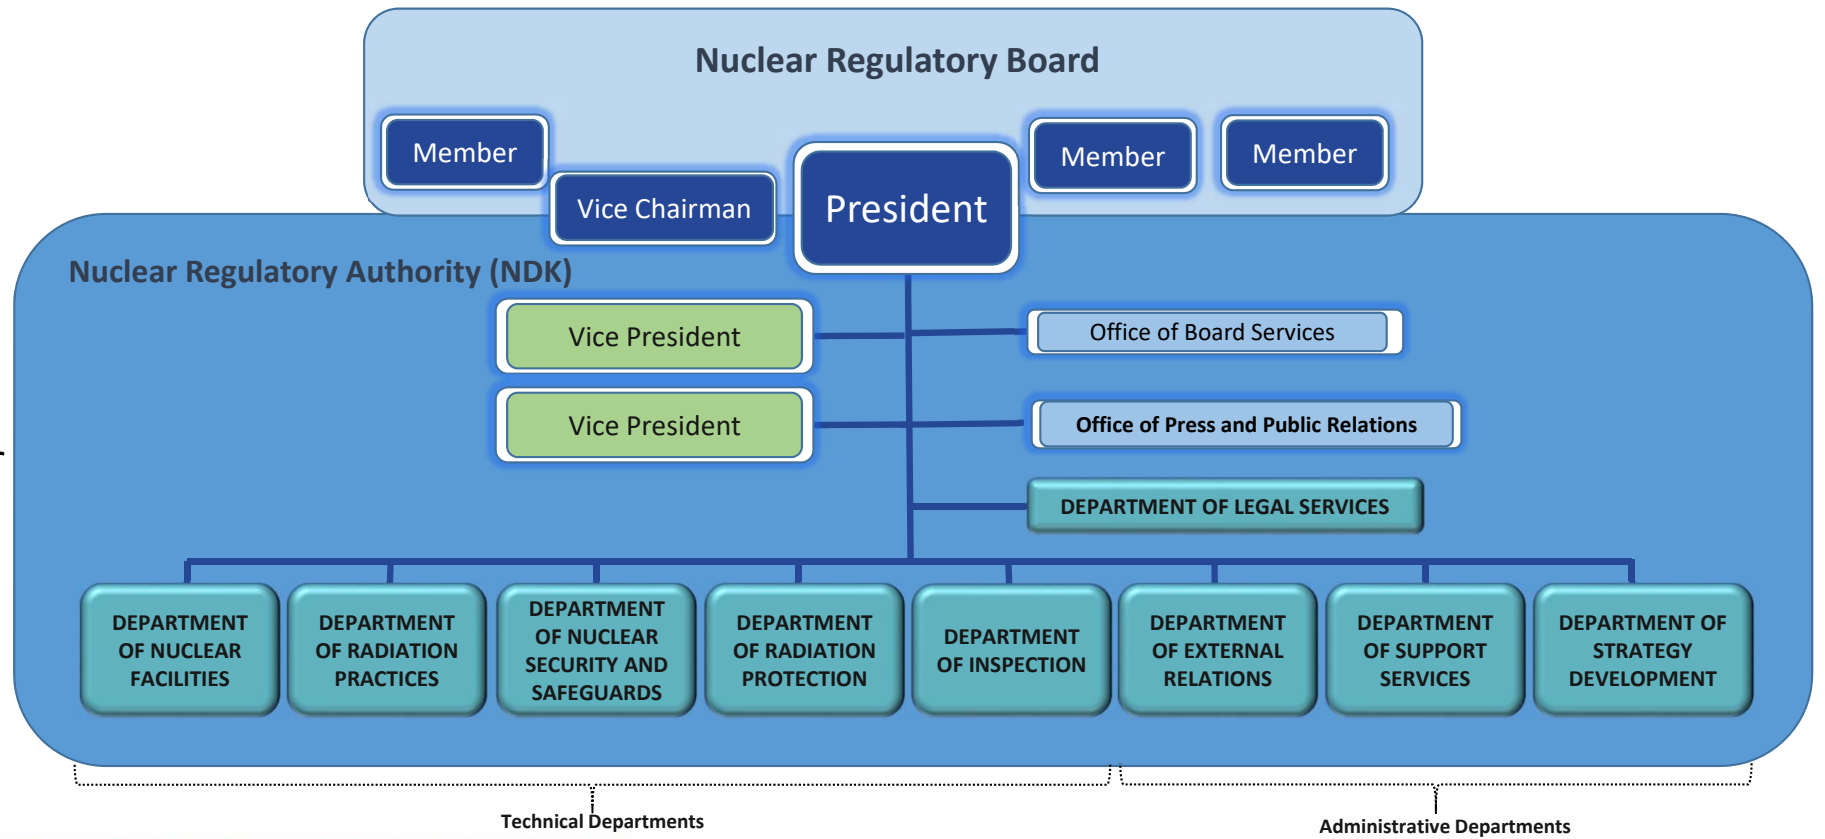 Nuclear Regulatory Board
Member
Member
Member
Vice Chairman
President
Nuclear Regulatory Authority (NDK)
Vice President
Office of Board Services
Vice President
Office of Press and Public Relations
DEPARTMENT OF LEGAL SERVICES
DEPARTMENT
OF NUCLEAR
FACILITIES
DEPARTMENT
OF RADIATION
PRACTICES
DEPARTMENT
OF NUCLEAR
SECURITY AND
SAFEGUARDS
DEPARTMENT
OF RADIATION
PROTECTION
DEPARTMENT
OF INSPECTION
DEPARTMENT
OF EXTERNAL
RELATIONS
DEPARTMENT
OF SUPPORT
SERVICES
DEPARTMENT OF
STRATEGY
DEVELOPMENT
Technical Departments
Administrative Departments